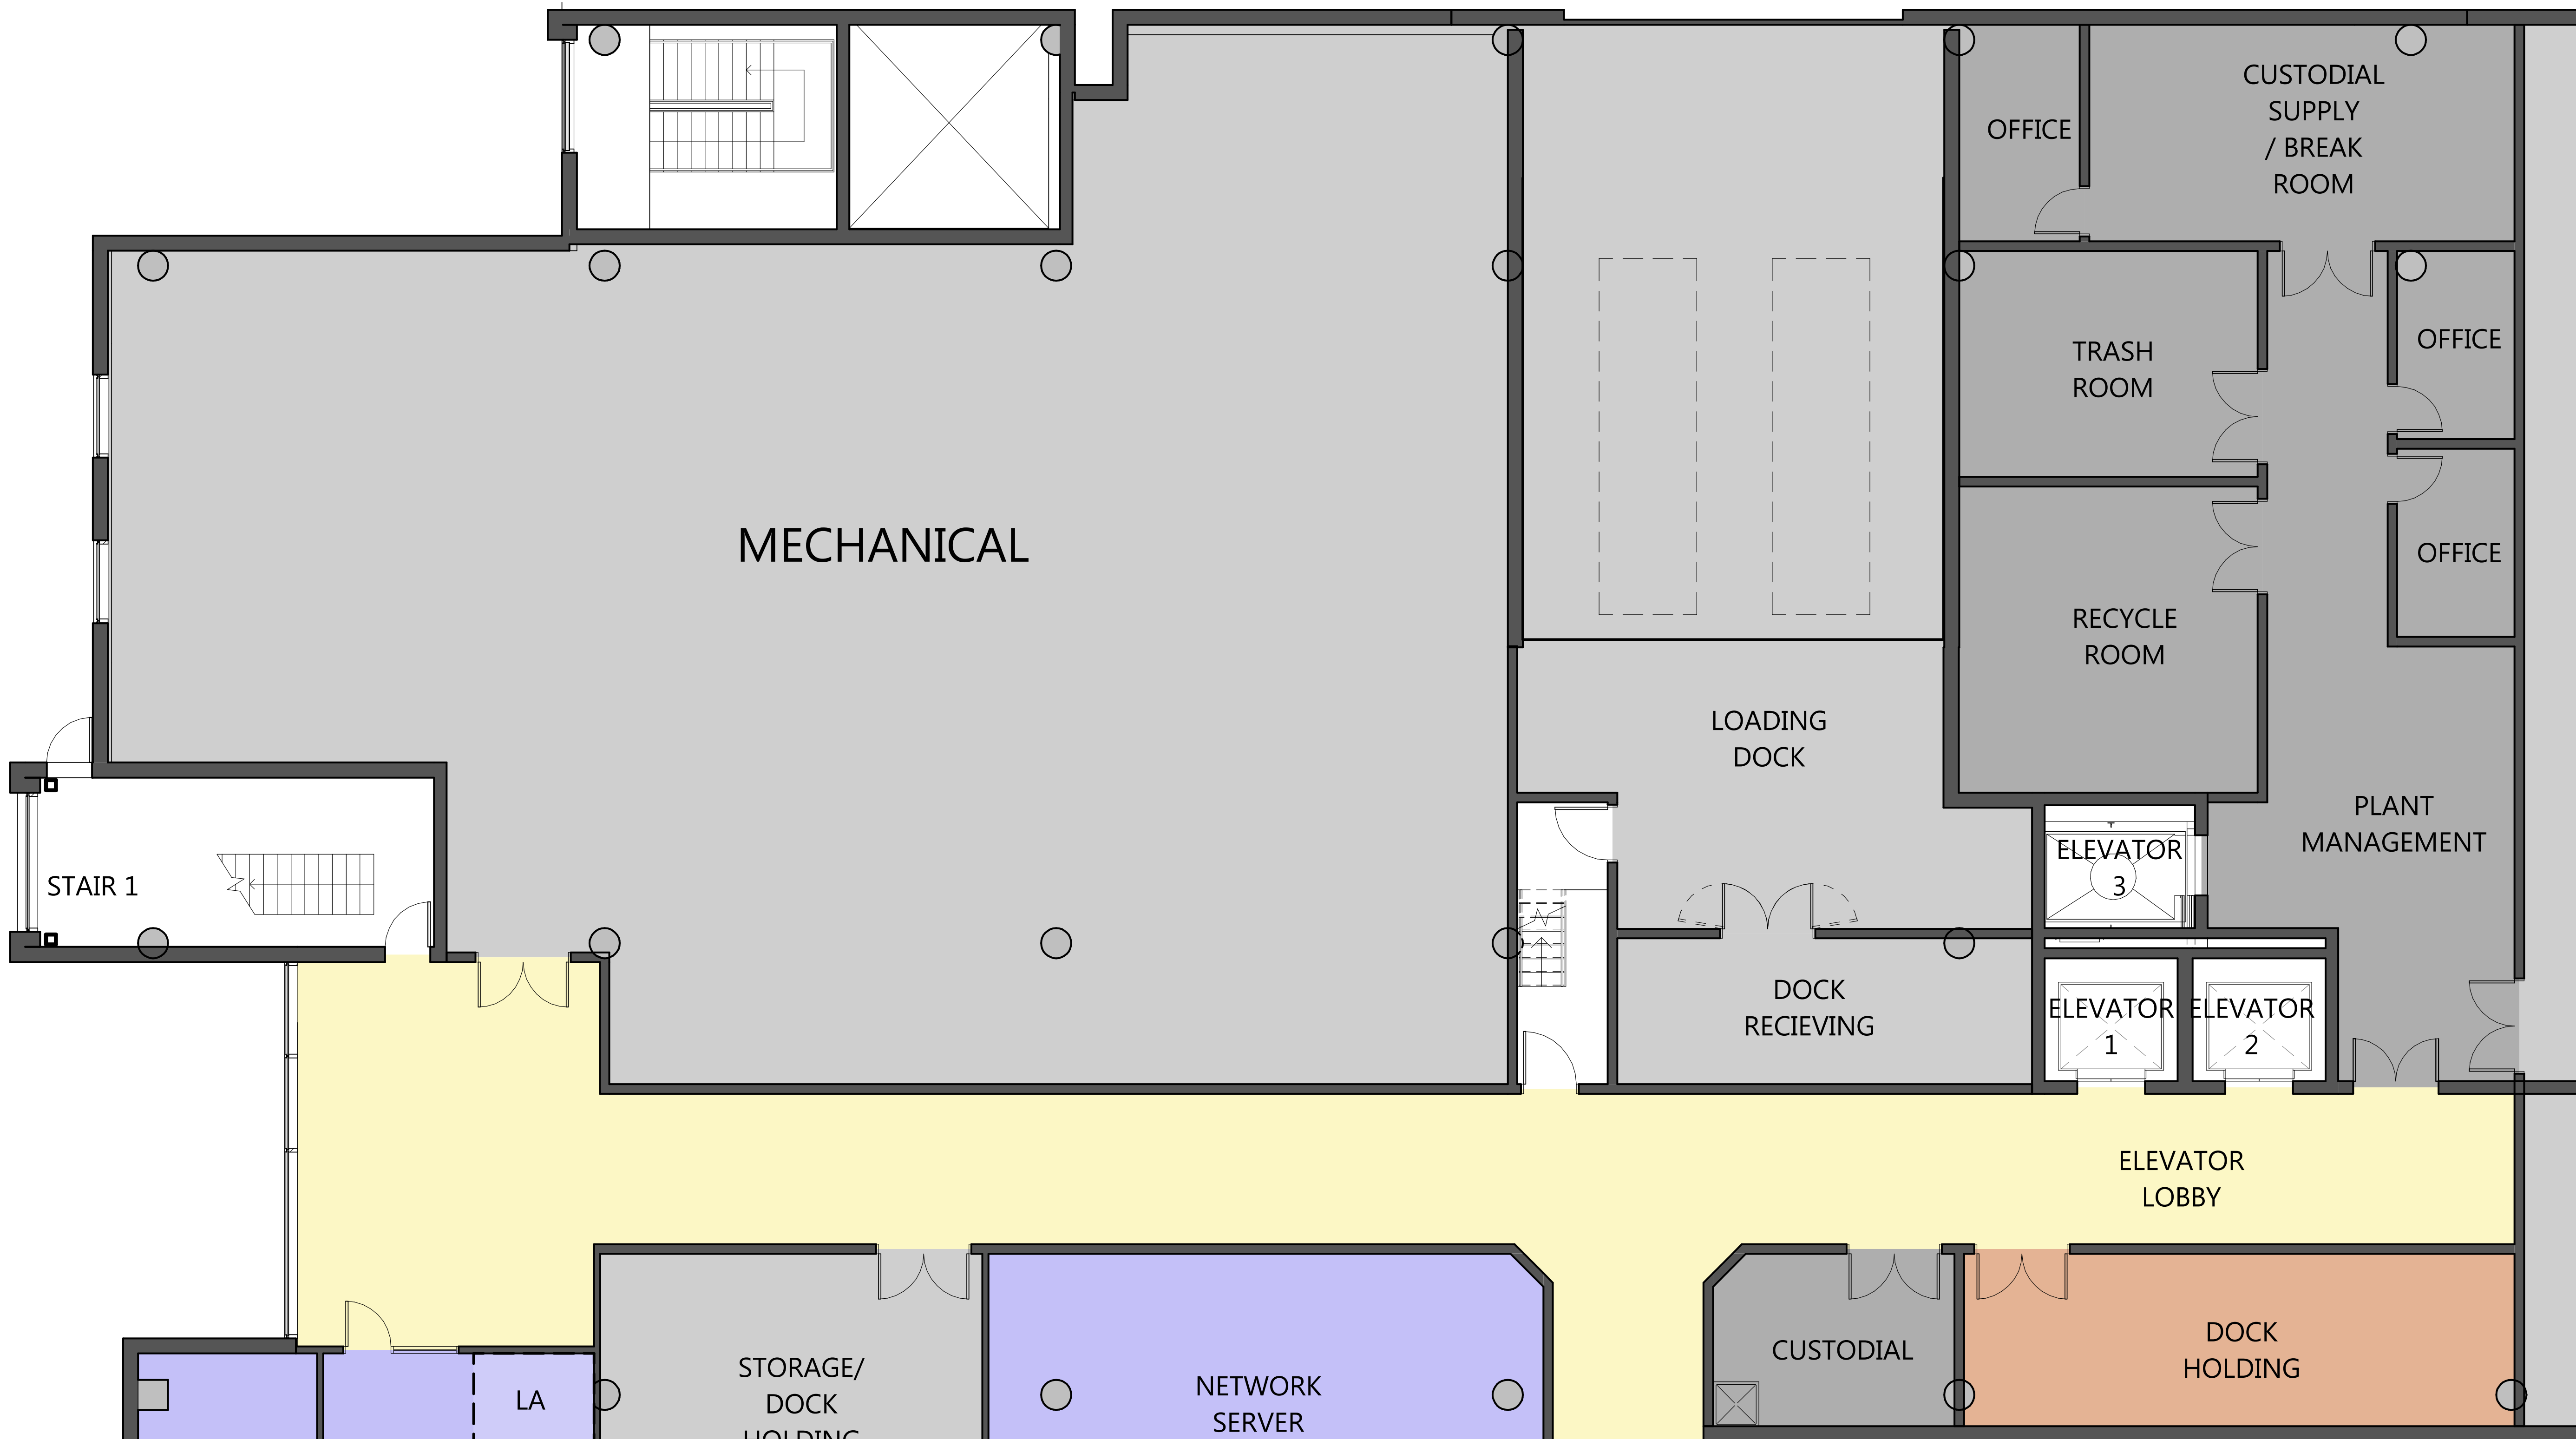 CUSTODIAL
SUPPLY
/ BREAK
ROOM
OFFICE
TRASH
ROOM
OFFICE
OFFICE
MECHANICAL
RECYCLE
ROOM
LOADING
DOCK
PLANT
MANAGEMENT
ELEVATOR
3
STAIR 1
DOCK
RECIEVING
ELEVATOR
1
ELEVATOR
2
ELEVATOR
LOBBY
STORAGE/
DOCK
HOLDING
LA
NETWORK
SERVER
CUSTODIAL
DOCK
HOLDING